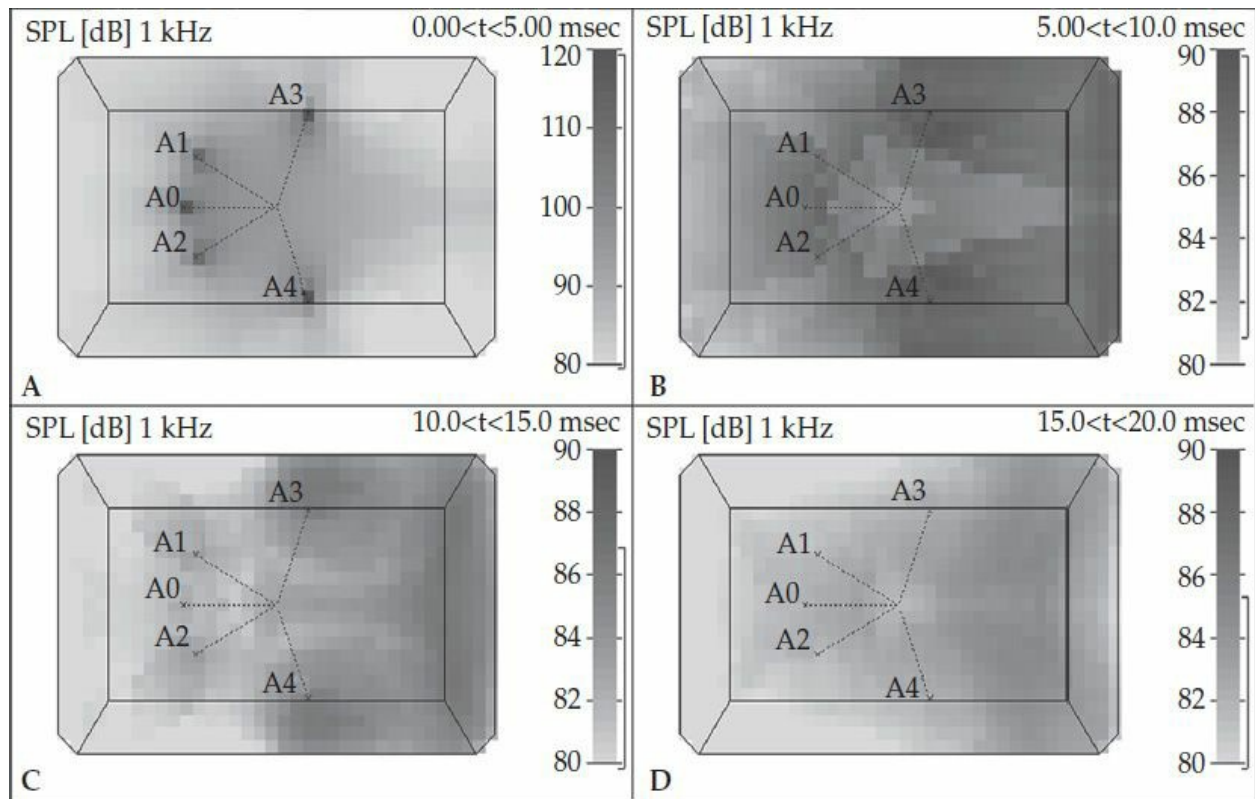 SPL [dB] 1 kHz 0.00<t<5.00 msec
120
A3
A1
110
A0
100
A2
90
A4
80
A
SPL [dB] 1 kHz 5.00<t<10.0 msec
90
A3
88
A1
86
A0
84
A2
82
A4
80
B
SPL [dB] 1 kHz 10.0<t<15.0 msec
90
A3
88
A1
86
A0
84
A2
82
A4
80
C
SPL [dB] 1 kHz 15.0<t<20.0 msec
90
A3
88
A1
86
A0
84
A2
82
A4
80
D